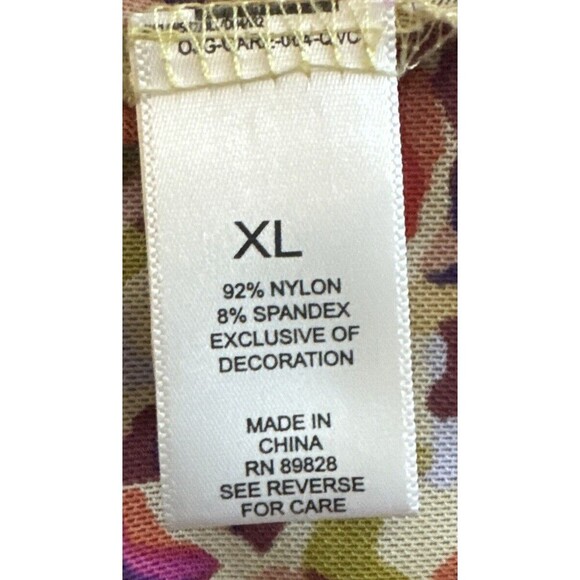 XL
92% NYLON
8% SPANDEX
EXCLUSIVE OF
DECORATION
MADE IN
CHINA
RN 89828
SEE REVERSE
FOR CARE